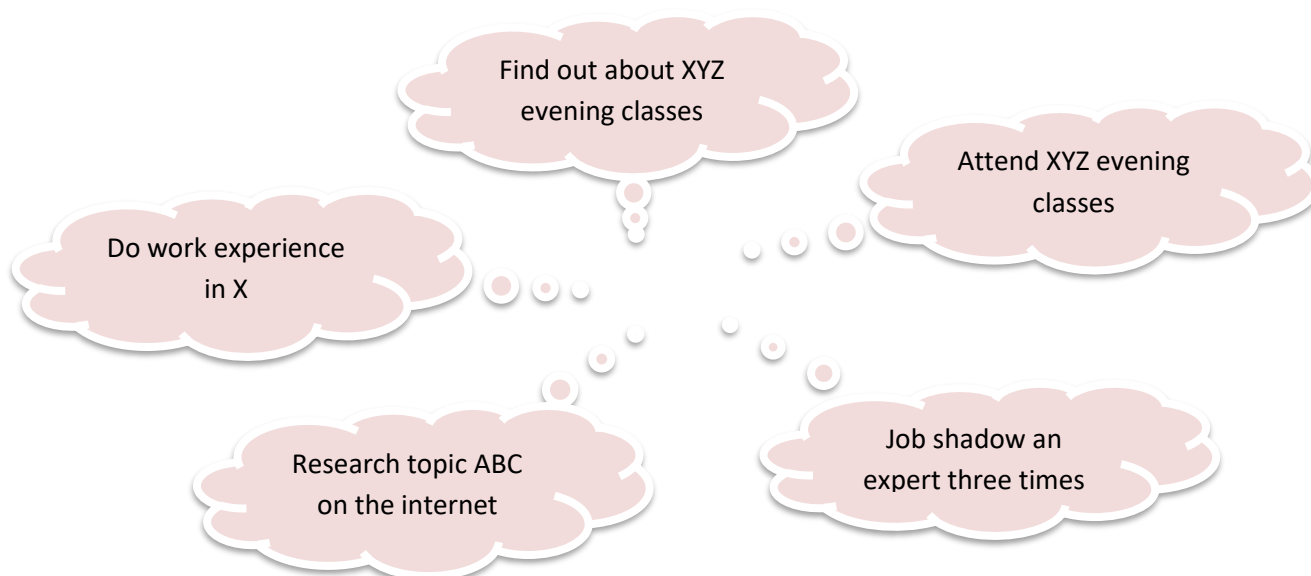 Find out about XYZ
evening classes
Attend XYZ evening
classes
Do work experience
in X
Research topic ABC
on the internet
Job shadow an
expert three times